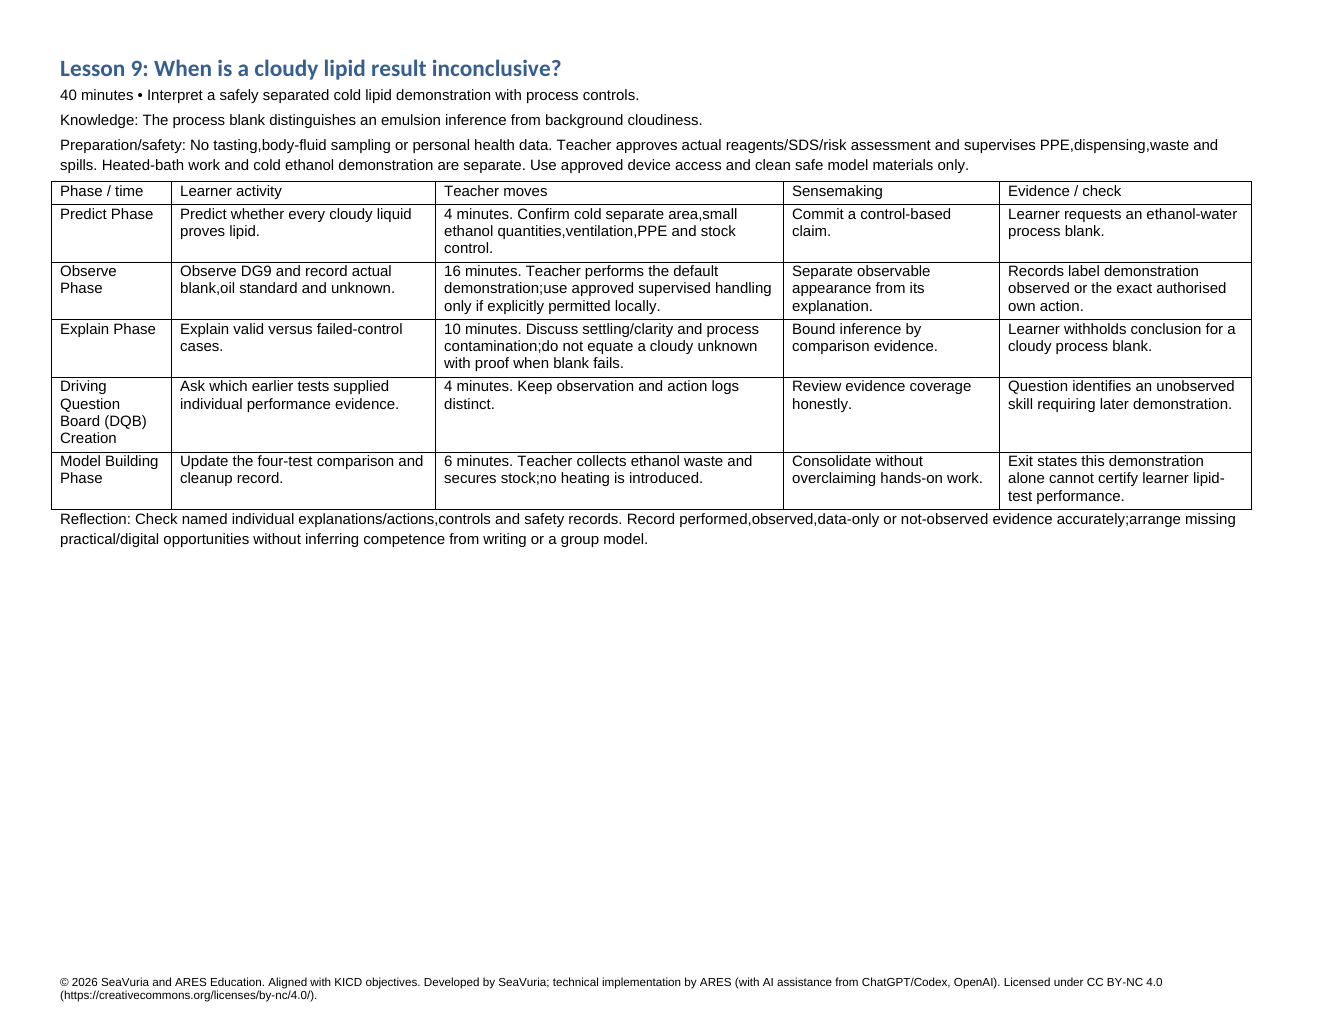 Lesson 9: When is a cloudy lipid result inconclusive?
40 minutes • Interpret a safely separated cold lipid demonstration with process controls.
Knowledge: The process blank distinguishes an emulsion inference from background cloudiness.
Preparation/safety: No tasting,body-fluid sampling or personal health data. Teacher approves actual reagents/SDS/risk assessment and supervises PPE,dispensing,waste and
spills. Heated-bath work and cold ethanol demonstration are separate. Use approved device access and clean safe model materials only.
Phase / time
Learner activity
Teacher moves
Sensemaking
Evidence / check
Predict Phase
Predict whether every cloudy liquid
proves lipid.
4 minutes. Confirm cold separate area,small
ethanol quantities,ventilation,PPE and stock
control.
Commit a control-based
claim.
Learner requests an ethanol-water
process blank.
Observe
Phase
Observe DG9 and record actual
blank,oil standard and unknown.
16 minutes. Teacher performs the default
demonstration;use approved supervised handling
only if explicitly permitted locally.
Separate observable
appearance from its
explanation.
Records label demonstration
observed or the exact authorised
own action.
Explain Phase
Explain valid versus failed-control
cases.
10 minutes. Discuss settling/clarity and process
contamination;do not equate a cloudy unknown
with proof when blank fails.
Bound inference by
comparison evidence.
Learner withholds conclusion for a
cloudy process blank.
Driving
Question
Board (DQB)
Creation
Ask which earlier tests supplied
individual performance evidence.
4 minutes. Keep observation and action logs
distinct.
Review evidence coverage
honestly.
Question identifies an unobserved
skill requiring later demonstration.
Model Building
Phase
Update the four-test comparison and
cleanup record.
6 minutes. Teacher collects ethanol waste and
secures stock;no heating is introduced.
Consolidate without
overclaiming hands-on work.
Exit states this demonstration
alone cannot certify learner lipid-
test performance.
Reflection: Check named individual explanations/actions,controls and safety records. Record performed,observed,data-only or not-observed evidence accurately;arrange missing
practical/digital opportunities without inferring competence from writing or a group model.
© 2026 SeaVuria and ARES Education. Aligned with KICD objectives. Developed by SeaVuria; technical implementation by ARES (with AI assistance from ChatGPT/Codex, OpenAI). Licensed under CC BY-NC 4.0
(https://creativecommons.org/licenses/by-nc/4.0/).